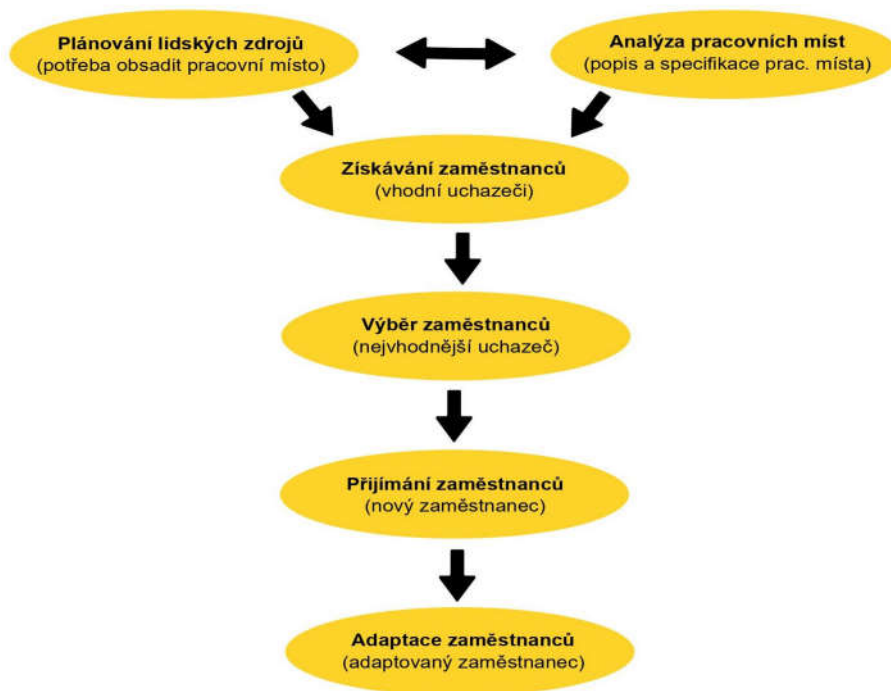 Plánování lidských zdrojů
(potřeba obsadit pracovní místo)
Analýza pracovních míst
(popis a specifikace prac. místa)
Získávání zaměstnanců
(vhodní uchazeči)
Výběr zaměstnanců
(nejvhodnější uchazeč)
Přijímání zaměstnanců
(nový zaměstnanec)
Adaptace zaměstnanců
(adaptovaný zaměstnanec)